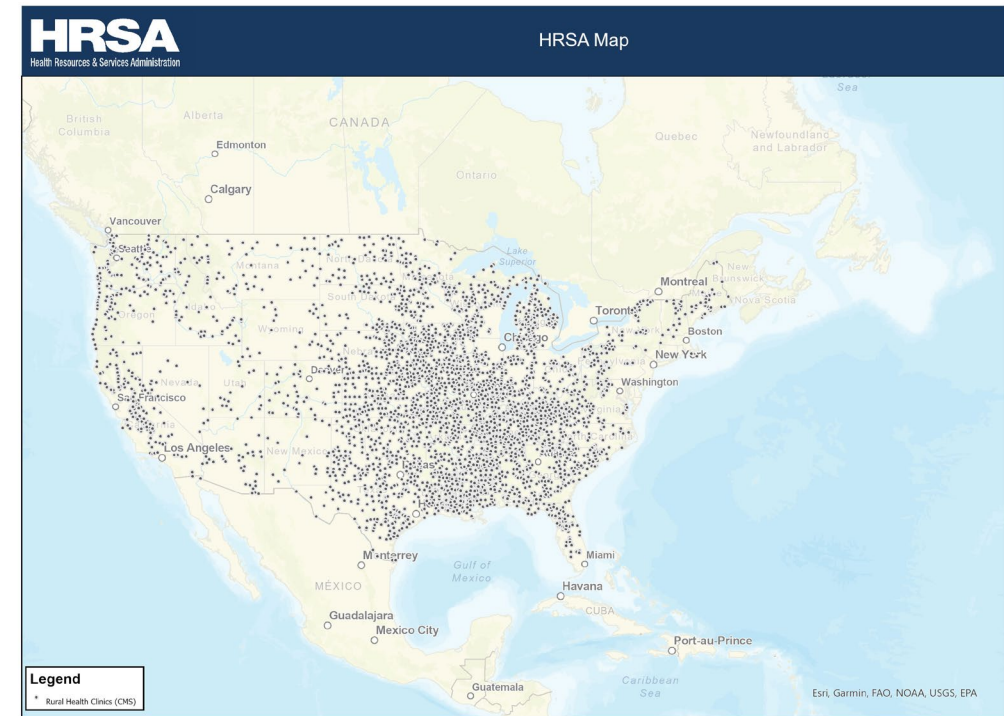 HRSA
Health Resources & Services Administration
HRSA Map
Sea
British
Columbia
Alberta
CANADA
Edmonton
Quebec
Newfoundland
and Labrador
Ontario
Calgary
Vancouver
Seattle
Montana
North Dakota
Lake
Superior
New
Brunswick
Montreal
Nova Scotia
Oregon
Idaho
South Dakota
Toronto
Wyoming
Chicago
Boston
New York
Denver
Nevada
Utah
Washington
San Francisco
Los Angeles
New Mexico
Monterrey
Miami
Gulf of
Mexico
MÉXICO
Havana
CUBA
Guadalajara
Mexico City
Port-au-Prince
Caribbean
Sea
Guatemala
Legend
Rural Health Clinics (CMS)
Esri, Garmin, FAO, NOAA, USGS, EPA